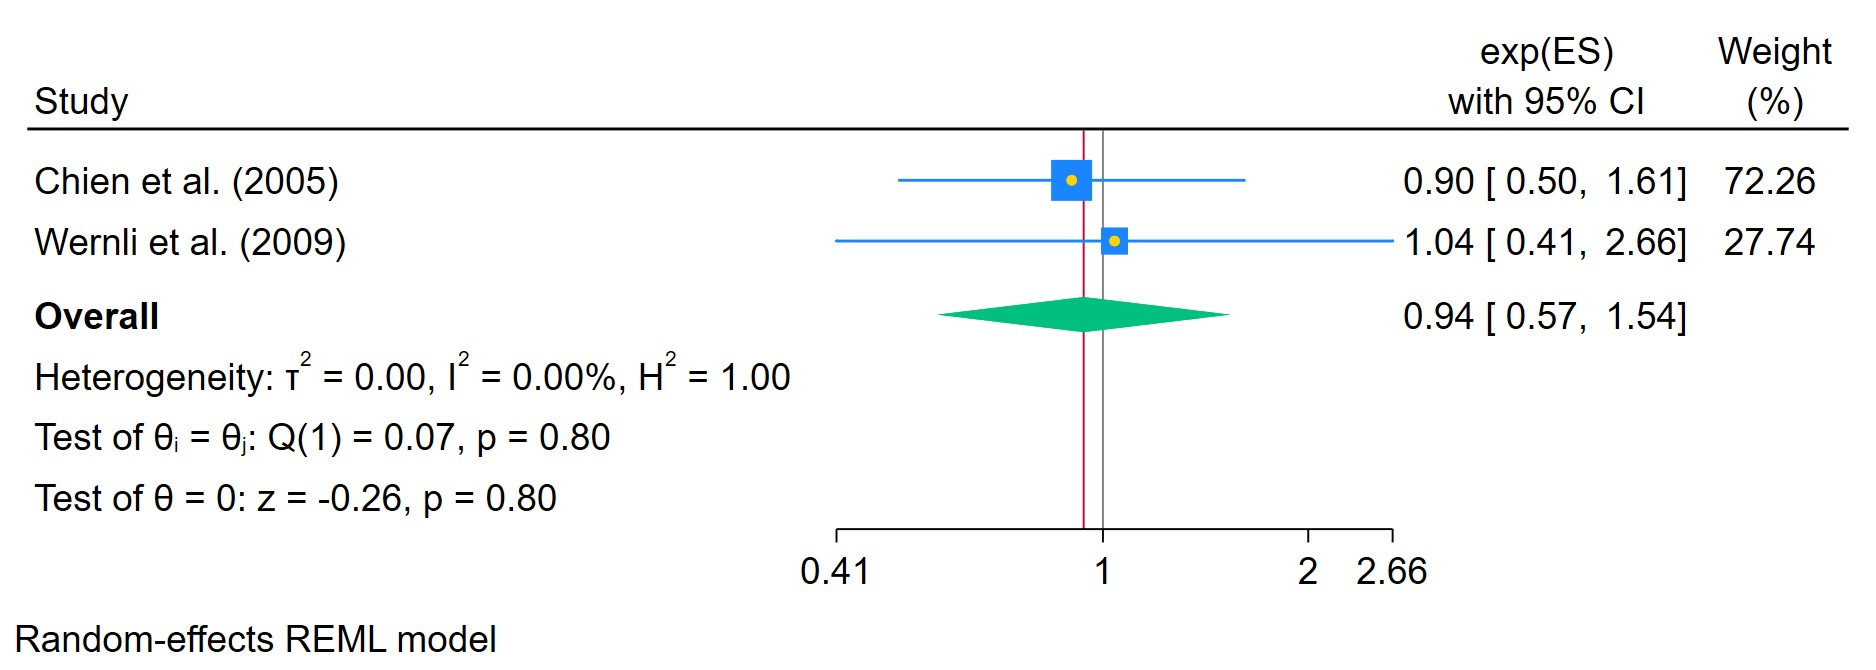 exp(ES) Weight
Study with 95% CI (%)
Chien et al. (2005) 0.90 [ 0.50, 1.61] 72.26
Wernli et al. (2009) 1.04 [ 0.41, 2.66] 27.74
Overall 0.94 [ 0.57, 1.54]
Heterogeneity: τ² = 0.00, I² = 0.00%, H² = 1.00
Test of θᵢ = θⱼ: Q(1) = 0.07, p = 0.80
Test of θ = 0: z = -0.26, p = 0.80
0.41 1 2 2.66
Random-effects REML model